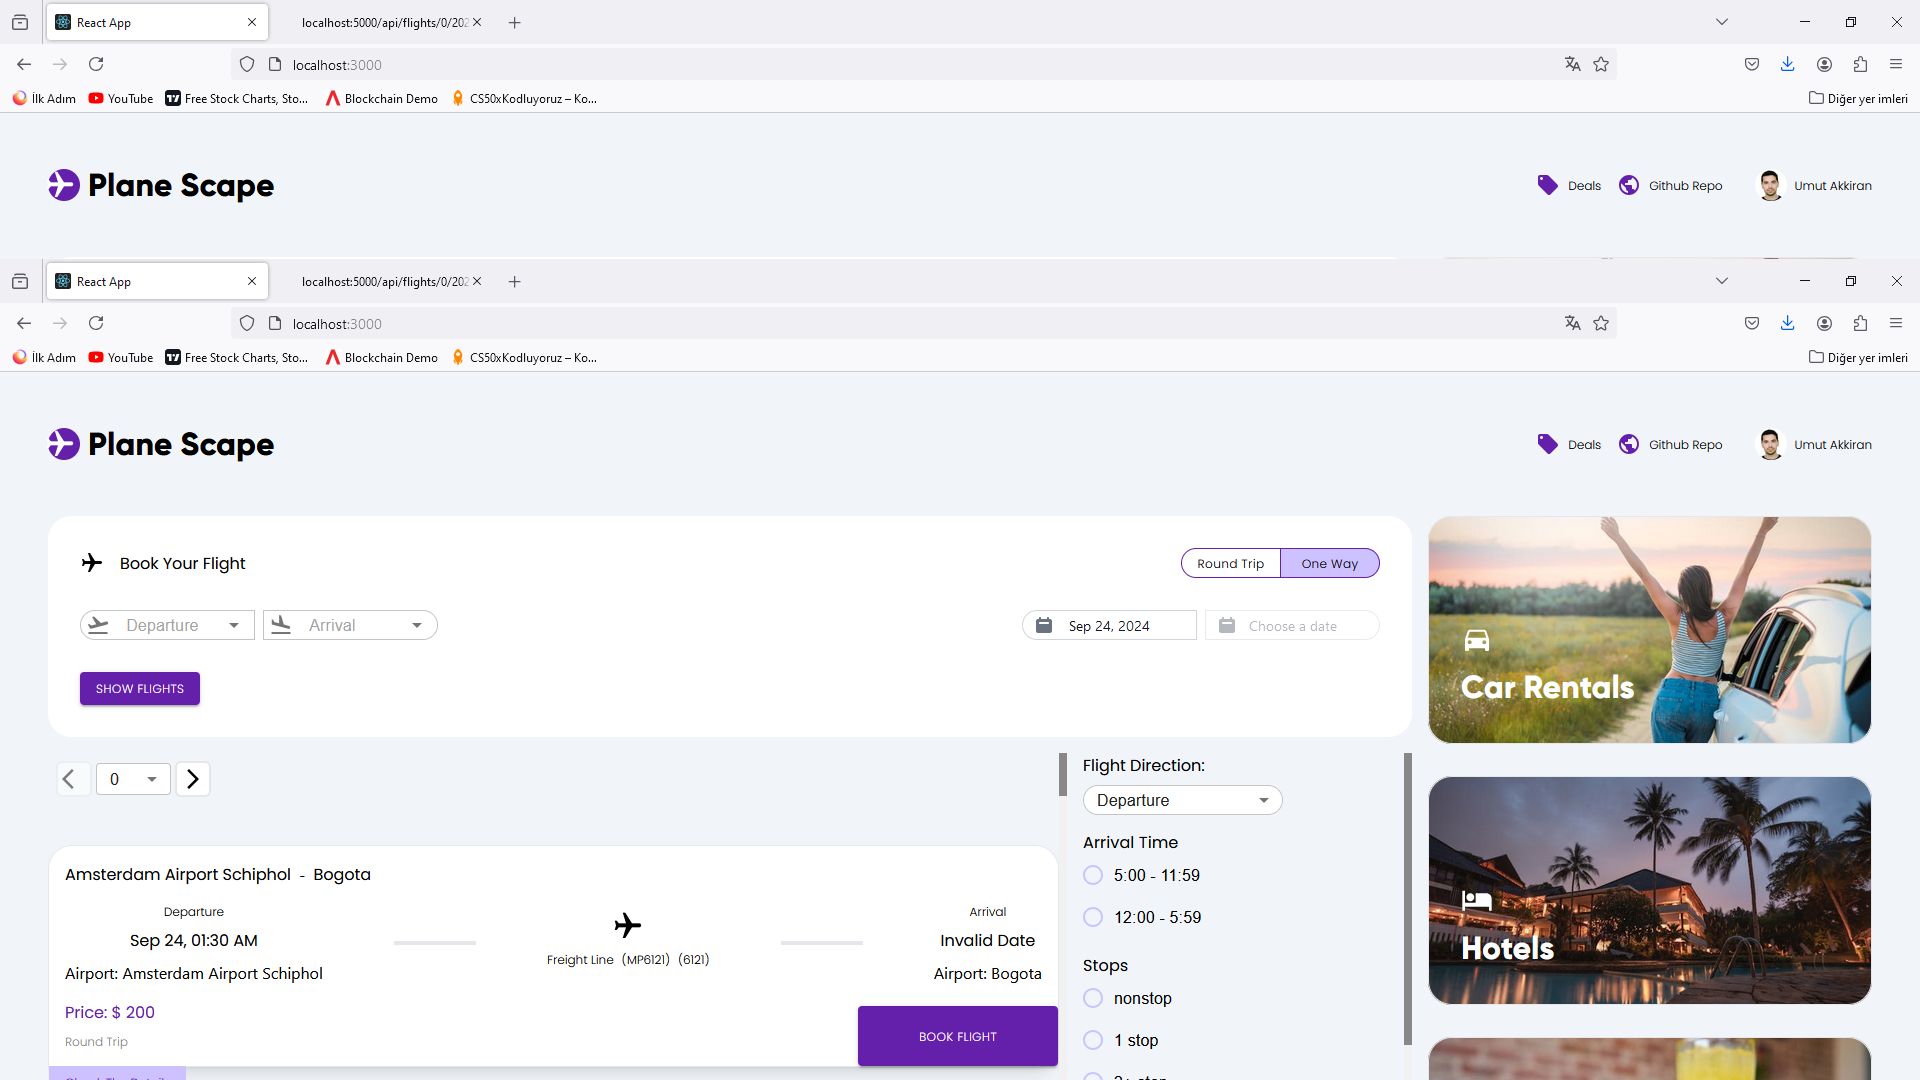 React App
localhost:5000/api/flights/0/202
localhost:3000
İlk Adım
YouTube
Free Stock Charts, Sto...
Blockchain Demo
CS50xKodluyoruz – Ko...
Diğer yer imleri
Plane Scape
Deals
Github Repo
Umut Akkiran
React App
localhost:5000/api/flights/0/202
localhost:3000
İlk Adım
YouTube
Free Stock Charts, Sto...
Blockchain Demo
CS50xKodluyoruz – Ko...
Diğer yer imleri
Plane Scape
Deals
Github Repo
Umut Akkiran
Book Your Flight
Round Trip
One Way
Departure
Arrival
Sep 24, 2024
Choose a date
SHOW FLIGHTS
Car Rentals
0
Flight Direction:
Departure
Arrival Time
5:00 - 11:59
12:00 - 5:59
Stops
nonstop
1 stop
Amsterdam Airport Schiphol - Bogota
Departure
Sep 24, 01:30 AM
Airport: Amsterdam Airport Schiphol
Freight Line (MP6121) (6121)
Arrival
Invalid Date
Airport: Bogota
Price: $ 200
Round Trip
BOOK FLIGHT
Hotels